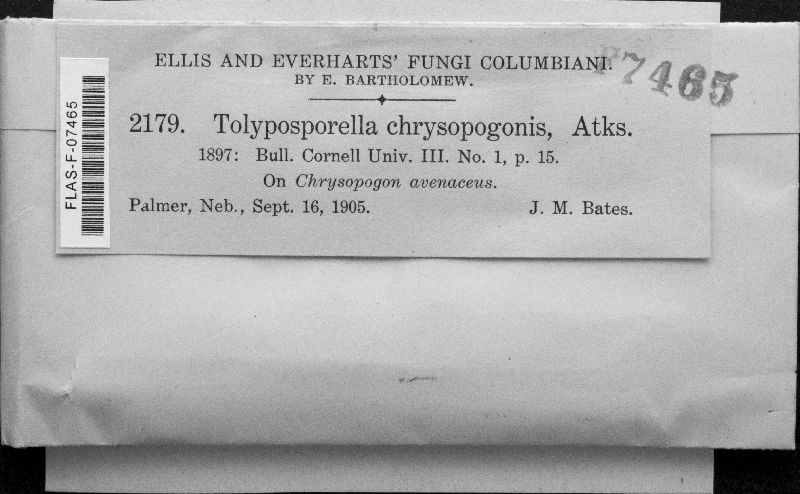 ELLIS AND EVERHARTS' FUNGI COLUMBIANI.
F7465
BY E. BARTHOLOMEW.
FLAS-F-07465
2179. Tolyposporella chrysopogonis, Atks.
1897: Bull. Cornell Univ. III. No. 1, p. 15.
On Chrysopogon avenaceus.
Palmer, Neb., Sept. 16, 1905. J. M. Bates.